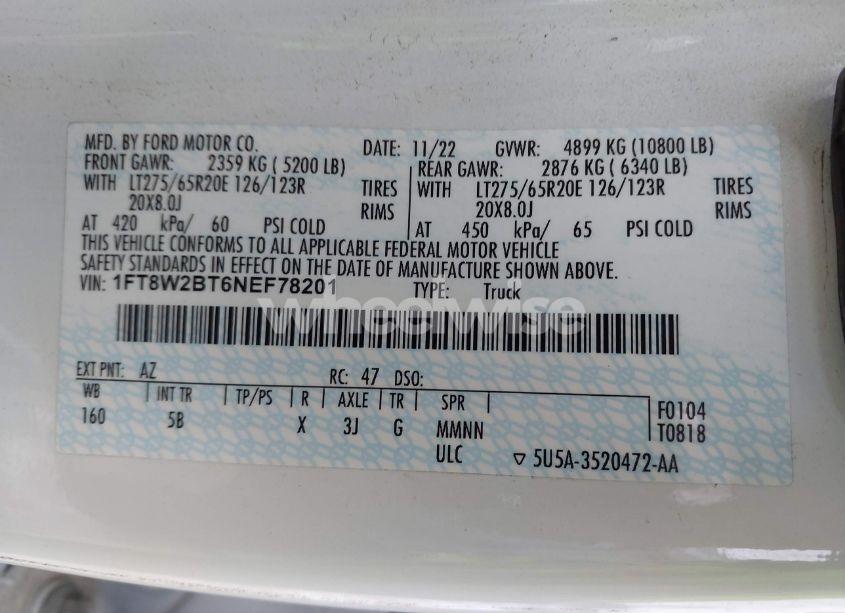 MFD. BY FORD MOTOR CO. DATE: 11/22 GVWR: 4899 KG (10800 LB)
FRONT GAWR: 2359 KG ( 5200 LB) REAR GAWR: 2876 KG ( 6340 LB)
WITH LT275/65R20E 126/123R TIRES WITH LT275/65R20E 126/123R TIRES
20X8.0J RIMS 20X8.0J RIMS
AT 420 kPa/ 60 PSI COLD AT 450 kPa/ 65 PSI COLD
THIS VEHICLE CONFORMS TO ALL APPLICABLE FEDERAL MOTOR VEHICLE
SAFETY STANDARDS IN EFFECT ON THE DATE OF MANUFACTURE SHOWN ABOVE.
VIN: 1FT8W2BT6NEF78201 TYPE: Truck
wheelwise
EXT PNT: AZ RC: 47 DSO:
WB INT TR TP/PS R AXLE TR SPR
160 5B X 3J G MMNN
F0104
T0818
ULC ▽ 5U5A-3520472-AA